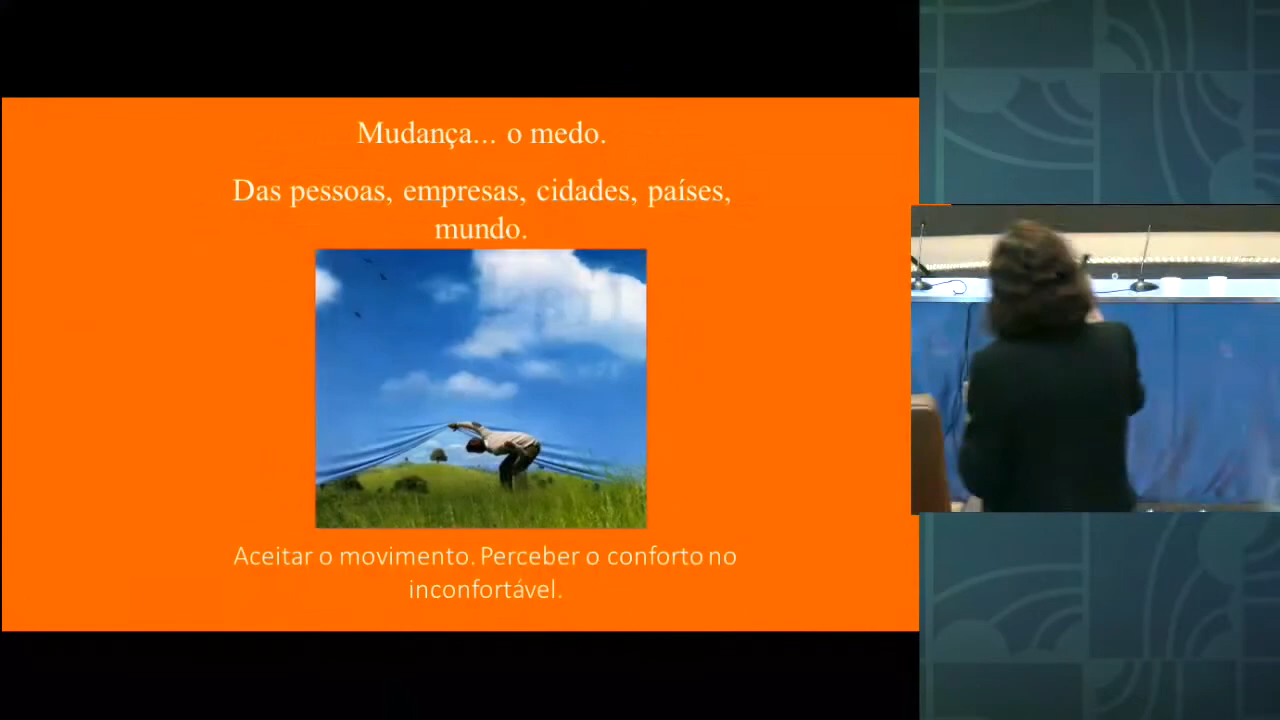 Mudança... o medo.
Das pessoas, empresas, cidades, países,
mundo.
Aceitar o movimento. Perceber o conforto no
inconfortável.